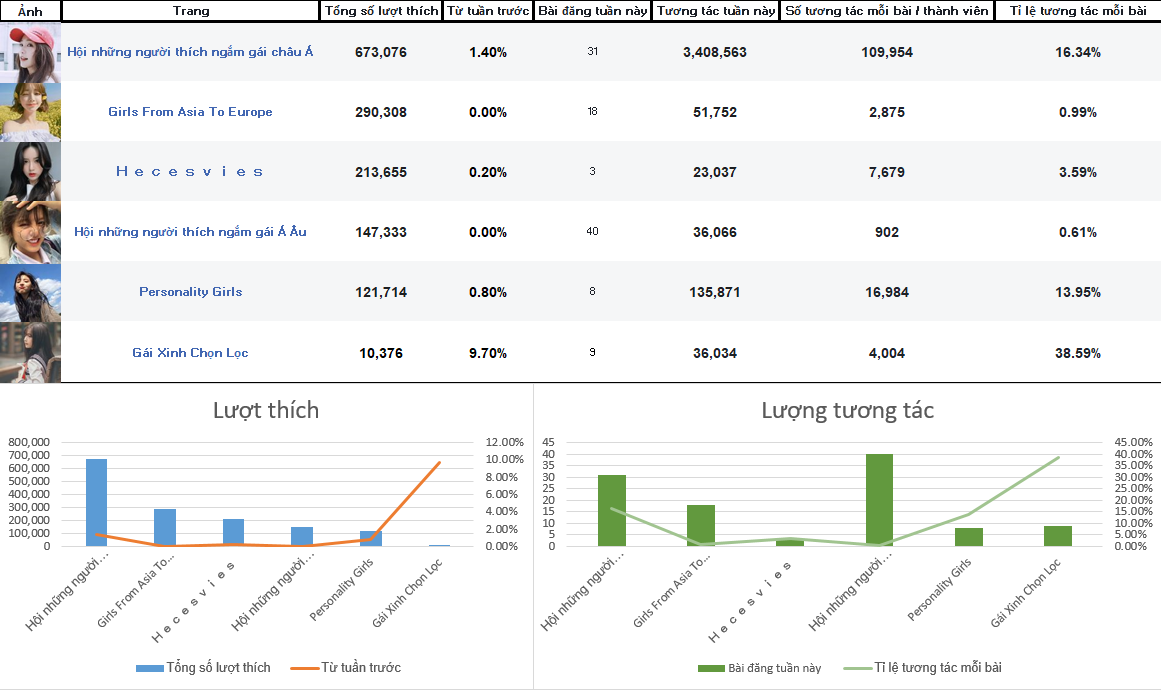 Ảnh Trang Tổng số lượt thích Từ tuần trước Bài đăng tuần này Tương tác tuần này Số tương tác mỗi bài / thành viên Tỉ lệ tương tác mỗi bài
Hội những người thích ngắm gái châu Á 673,076 1.40% 31 3,408,563 109,954 16.34%
Girls From Asia To Europe 290,308 0.00% 18 51,752 2,875 0.99%
Ｈｅｃｅｓｖｉｅｓ 213,655 0.20% 3 23,037 7,679 3.59%
Hội những người thích ngắm gái Á Âu 147,333 0.00% 40 36,066 902 0.61%
Personality Girls 121,714 0.80% 8 135,871 16,984 13.95%
Gái Xinh Chọn Lọc 10,376 9.70% 9 36,034 4,004 38.59%
Lượt thích
800,000 12.00%
700,000 10.00%
600,000 8.00%
500,000 6.00%
400,000 4.00%
300,000 2.00%
200,000 0.00%
100,000
0
Hội những người...
Girls From Asia To...
Ｈｅｃｅｓｖｉｅｓ
Hội những người...
Personality Girls
Gái Xinh Chọn Lọc
Tổng số lượt thích Từ tuần trước
Lượng tương tác
45 45.00%
40 40.00%
35 35.00%
30 30.00%
25 25.00%
20 20.00%
15 15.00%
10 10.00%
5 5.00%
0 0.00%
Hội những người...
Girls From Asia To...
Ｈｅｃｅｓｖｉｅｓ
Hội những người...
Personality Girls
Gái Xinh Chọn Lọc
Bài đăng tuần này Tỉ lệ tương tác mỗi bài